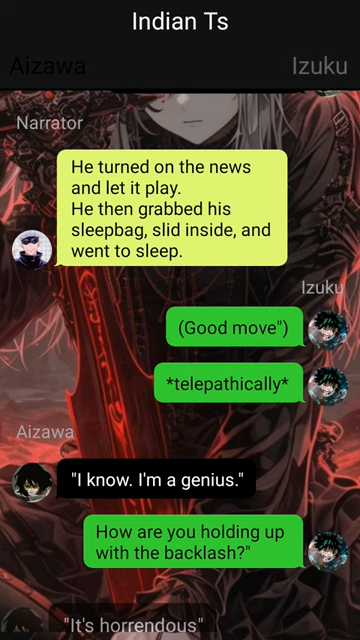 Indian Ts
Aizawa
Izuku
Narrator
He turned on the news
and let it play.
He then grabbed his
sleepbag, slid inside, and
went to sleep.
Izuku
(Good move")
*telepathically*
Aizawa
"I know. I'm a genius."
How are you holding up
with the backlash?"
"It's horrendous"